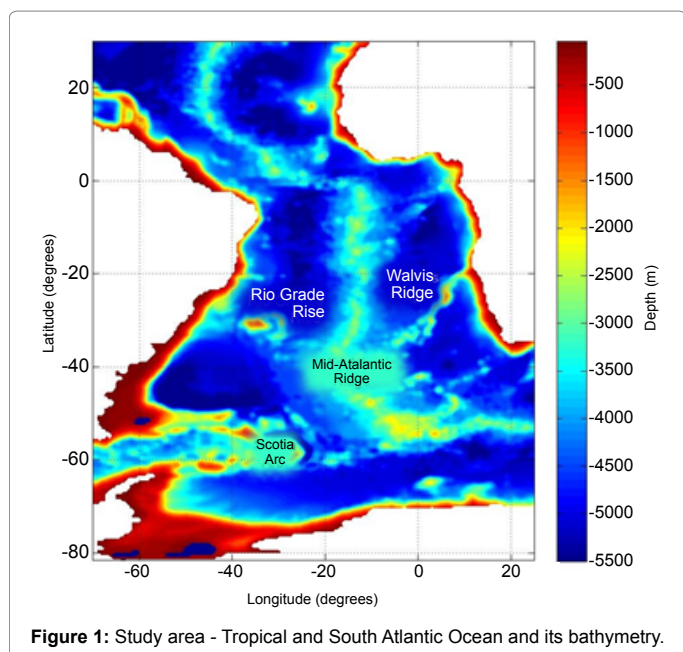 20
0
-20
-40
-60
-80
Latitude (degrees)
Rio Grade
Rise
Walvis
Ridge
Mid-Atalantic
Ridge
Scotia
Arc
-60
-40
-20
0
20
Longitude (degrees)
-500
-1000
-1500
-2000
-2500
-3000
-3500
-4000
-4500
-5000
-5500
Depth (m)
Figure 1: Study area - Tropical and South Atlantic Ocean and its bathymetry.